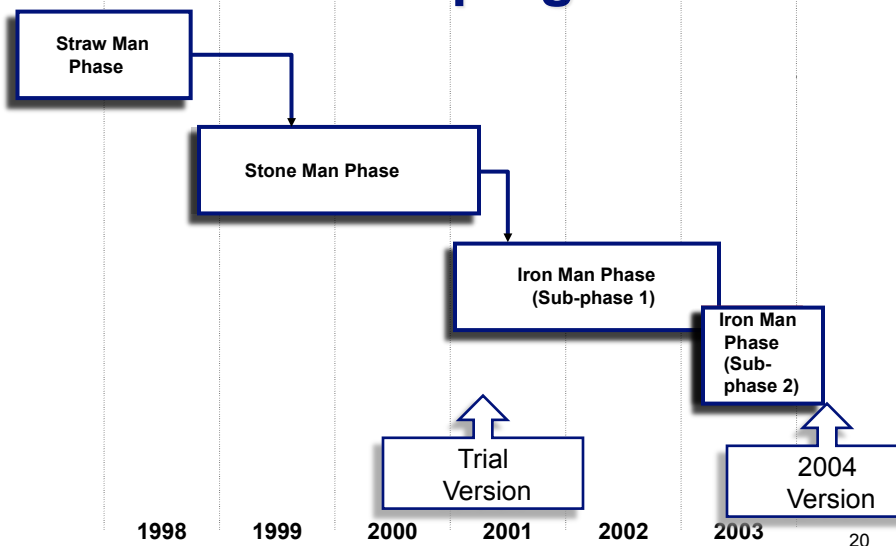 Straw Man
Phase
Stone Man Phase
Iron Man Phase
(Sub-phase 1)
Iron Man
Phase
(Sub-
phase 2)
Trial
Version
2004
Version
1998
1999
2000
2001
2002
2003
20